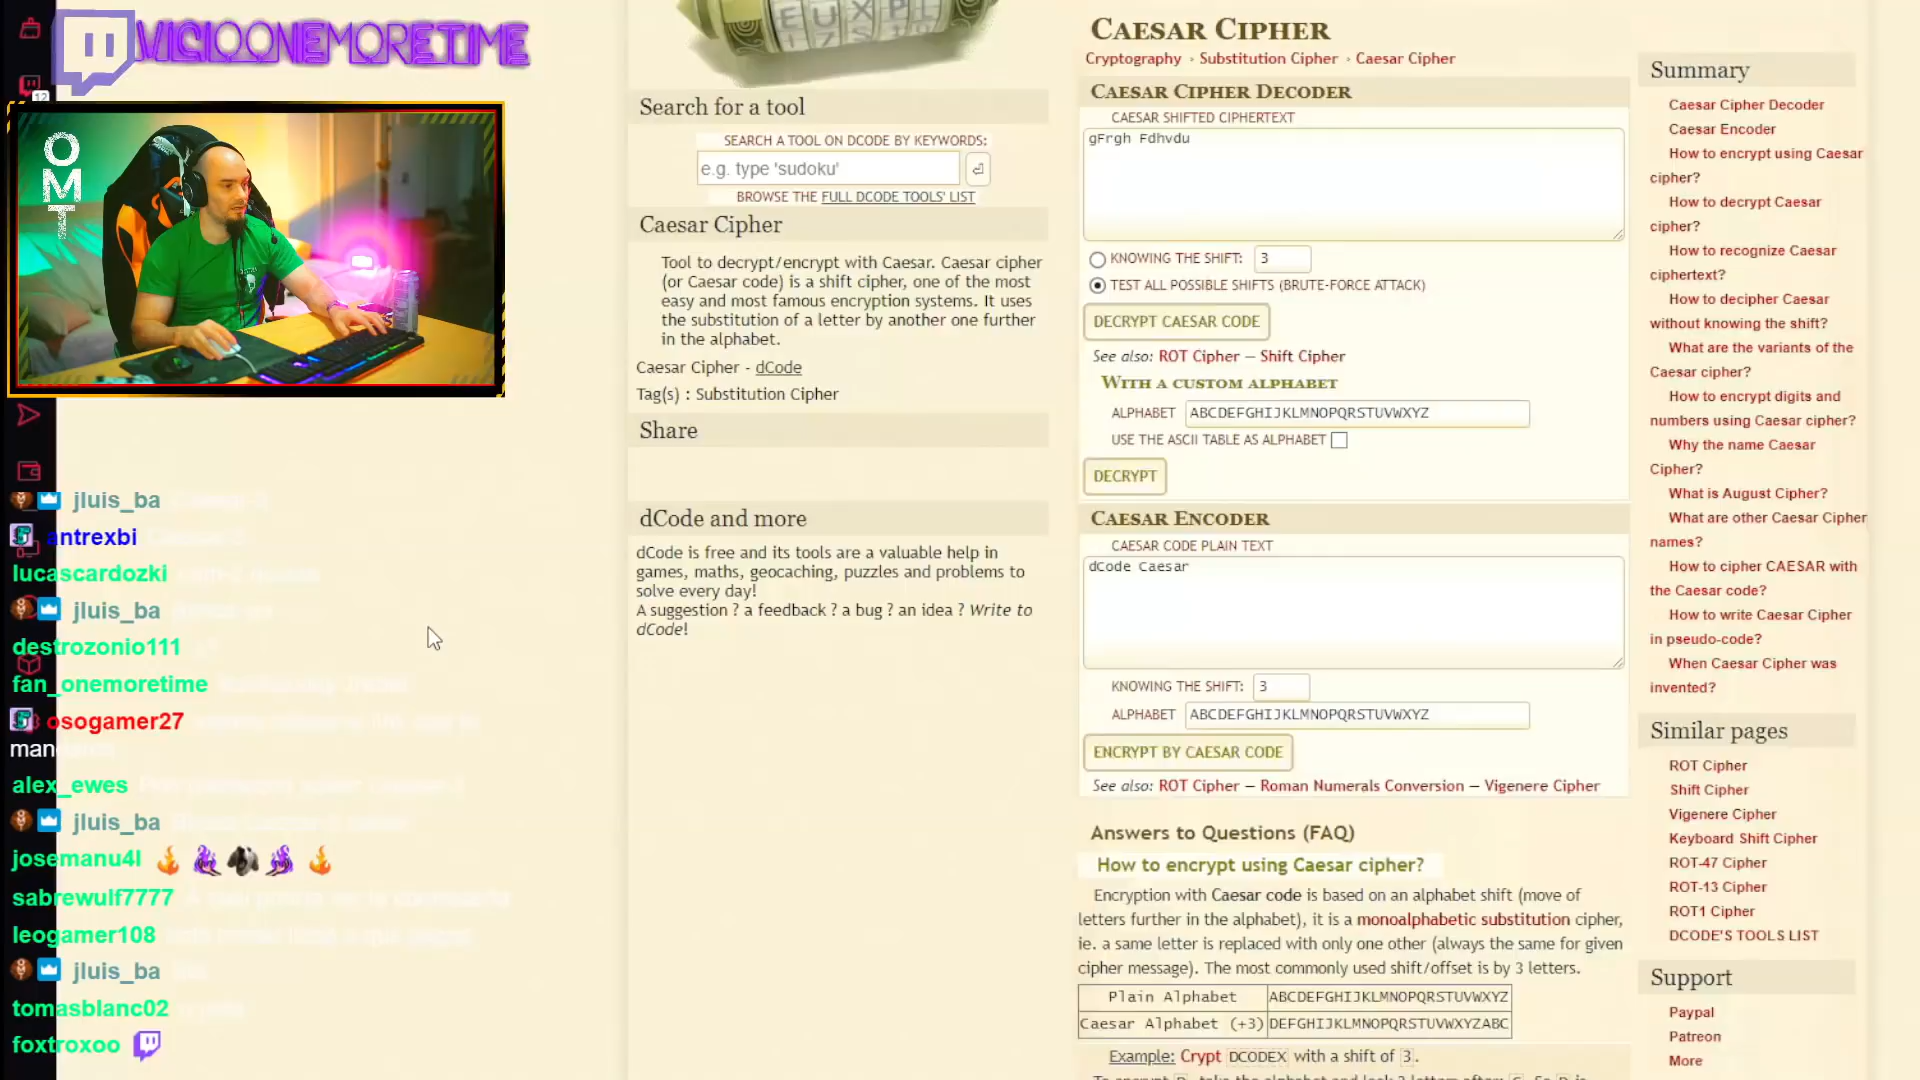 VICIOONEMORETIME
12
OMT
jluis_ba
antrexbi
lucascardozki
jluis_ba
destrozonio111
fan_onemoretime
osogamer27
alex_ewes
jluis_ba
josemanu4l
sabrewulf7777
leogamer108
jluis_ba
tomasblanc02
foxtroxoo
Search for a tool
SEARCH A TOOL ON DCODE BY KEYWORDS:
e.g. type 'sudoku'
BROWSE THE FULL DCODE TOOLS' LIST
Caesar Cipher
Tool to decrypt/encrypt with Caesar. Caesar cipher
(or Caesar code) is a shift cipher, one of the most
easy and most famous encryption systems. It uses
the substitution of a letter by another one further
in the alphabet.
Caesar Cipher - dCode
Tag(s) : Substitution Cipher
Share
dCode and more
dCode is free and its tools are a valuable help in
games, maths, geocaching, puzzles and problems to
solve every day!
A suggestion ? a feedback ? a bug ? an idea ? Write to
dCode!
CAESAR CIPHER
Cryptography › Substitution Cipher › Caesar Cipher
CAESAR CIPHER DECODER
CAESAR SHIFTED CIPHERTEXT
gFrgh Fdhvdu
KNOWING THE SHIFT: 3
TEST ALL POSSIBLE SHIFTS (BRUTE-FORCE ATTACK)
DECRYPT CAESAR CODE
See also: ROT Cipher — Shift Cipher
WITH A CUSTOM ALPHABET
ALPHABET ABCDEFGHIJKLMNOPQRSTUVWXYZ
USE THE ASCII TABLE AS ALPHABET
DECRYPT
CAESAR ENCODER
CAESAR CODE PLAIN TEXT
dCode Caesar
KNOWING THE SHIFT: 3
ALPHABET ABCDEFGHIJKLMNOPQRSTUVWXYZ
ENCRYPT BY CAESAR CODE
See also: ROT Cipher — Roman Numerals Conversion — Vigenere Cipher
Answers to Questions (FAQ)
How to encrypt using Caesar cipher?
Encryption with Caesar code is based on an alphabet shift (move of
letters further in the alphabet), it is a monoalphabetic substitution cipher,
ie. a same letter is replaced with only one other (always the same for given
cipher message). The most commonly used shift/offset is by 3 letters.
Plain Alphabet ABCDEFGHIJKLMNOPQRSTUVWXYZ
Caesar Alphabet (+3) DEFGHIJKLMNOPQRSTUVWXYZABC
Example: Crypt DCODEX with a shift of 3.
Summary
Caesar Cipher Decoder
Caesar Encoder
How to encrypt using Caesar
cipher?
How to decrypt Caesar
cipher?
How to recognize Caesar
ciphertext?
How to decipher Caesar
without knowing the shift?
What are the variants of the
Caesar cipher?
How to encrypt digits and
numbers using Caesar cipher?
Why the name Caesar
Cipher?
What is August Cipher?
What are other Caesar Cipher
names?
How to cipher CAESAR with
the Caesar code?
How to write Caesar Cipher
in pseudo-code?
When Caesar Cipher was
invented?
Similar pages
ROT Cipher
Shift Cipher
Vigenere Cipher
Keyboard Shift Cipher
ROT-47 Cipher
ROT-13 Cipher
ROT1 Cipher
DCODE'S TOOLS LIST
Support
Paypal
Patreon
More